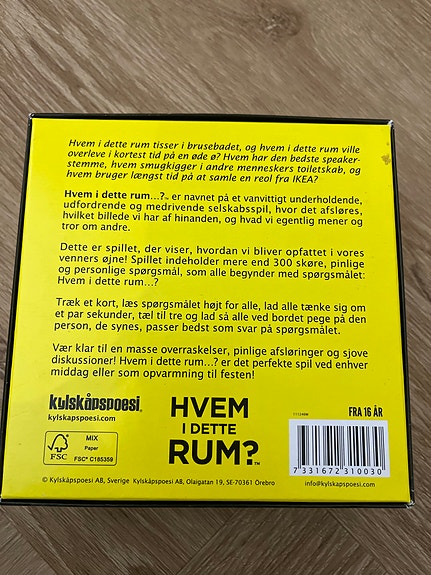 Hvem i dette rum tisser i brusebadet, og hvem i dette rum ville
overleve i kortest tid på en øde ø? Hvem har den bedste speaker-
stemme, hvem smugkigger i andre menneskers toiletskab, og
hvem bruger længst tid på at samle en reol fra IKEA?
Hvem i dette rum...?™ er navnet på et vanvittigt underholdende,
udfordrende og medrivende selskabsspil, hvor det afsløres,
hvilket billede vi har af hinanden, og hvad vi egentlig mener og
tror om andre.
Dette er spillet, der viser, hvordan vi bliver opfattet i vores
venners øjne! Spillet indeholder mere end 300 skøre, pinlige
og personlige spørgsmål, som alle begynder med spørgsmålet:
Hvem i dette rum...?
Træk et kort, læs spørgsmålet højt for alle, lad alle tænke sig om
et par sekunder, tæl til tre og lad så alle ved bordet pege på den
person, de synes, passer bedst som svar på spørgsmålet.
Vær klar til en masse overraskelser, pinlige afsløringer og sjove
diskussioner! Hvem i dette rum...? er det perfekte spil ved enhver
middag eller som opvarmning til festen!
kylskåpspoesi
kylskapspoesi.com
FSC
MIX
Paper
FSC® C185359
HVEM
I DETTE
RUM?™
FRA 16 ÅR
7 331672 310030
© Kylskåpspoesi AB, Sverige Kylskåpspoesi AB, Olaigatan 19, SE-70361 Örebro
info@kylskapspoesi.com